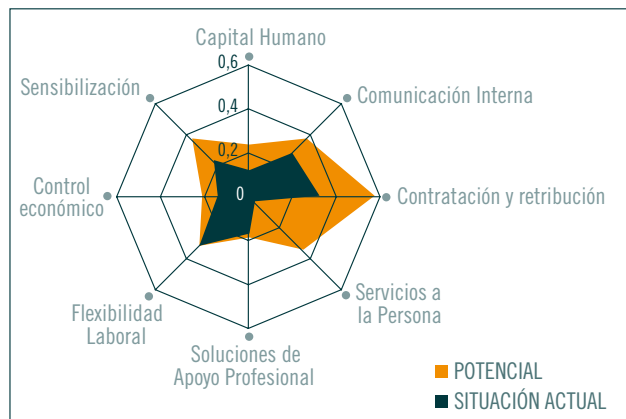 Capital Humano
0,6
Sensibilización
Comunicación Interna
0,4
0,2
Control
económico
0
Contratación y retribución
Servicios a
la Persona
Flexibilidad
Laboral
Soluciones de
Apoyo Profesional
POTENCIAL
SITUACIÓN ACTUAL